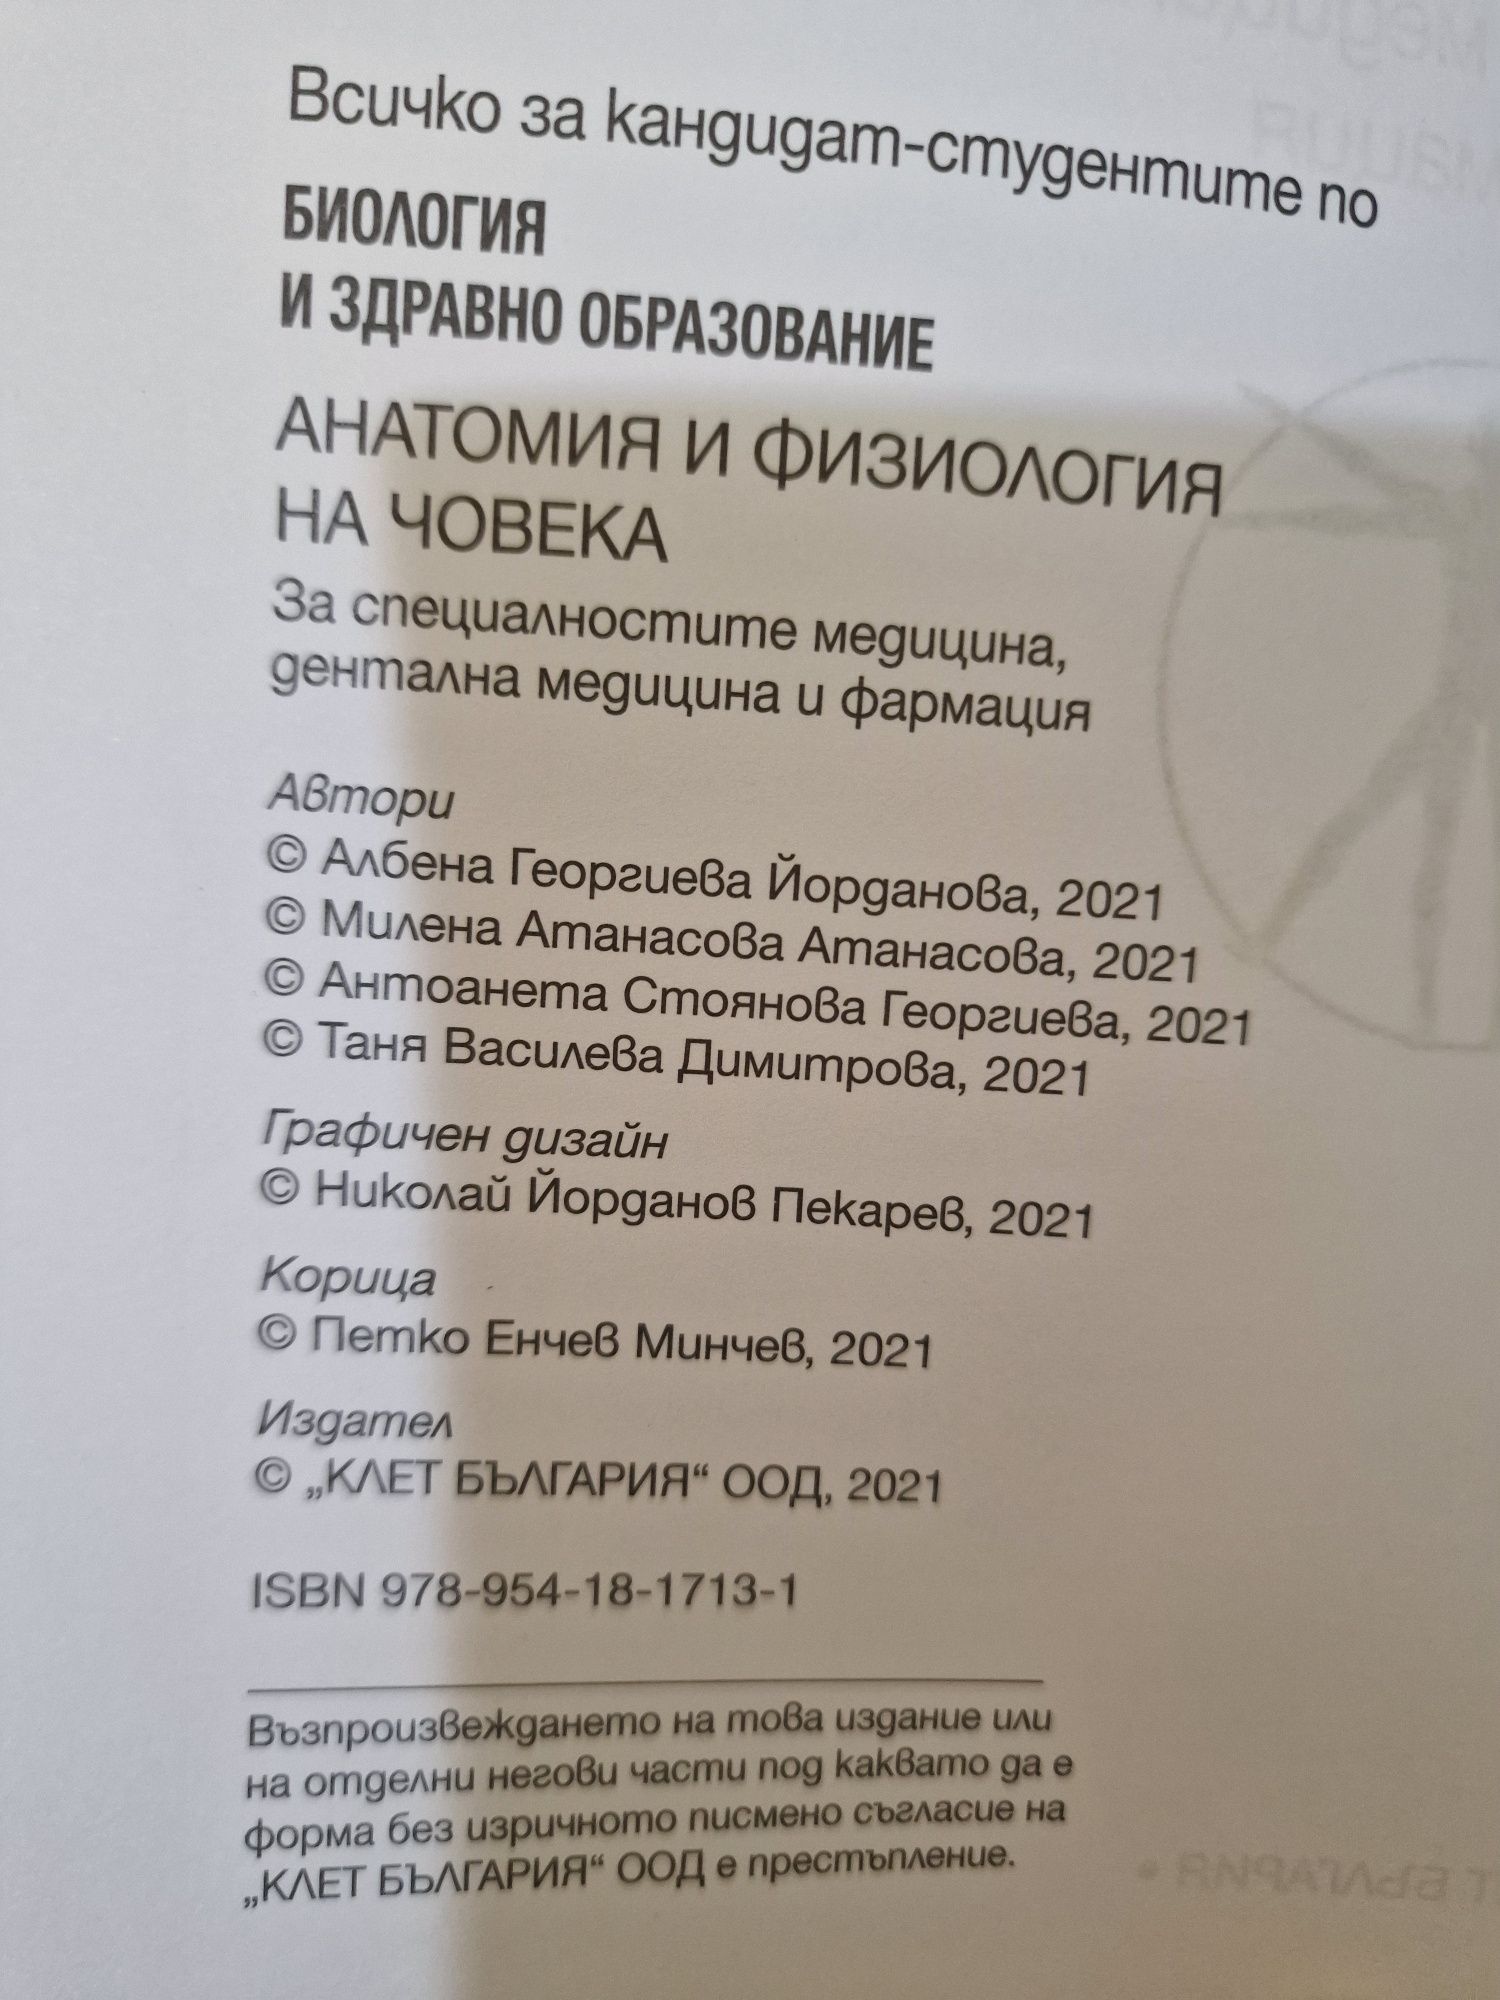 Всичко за кандидат-студентите по
БИОЛОГИЯ
И ЗДРАВНО ОБРАЗОВАНИЕ
АНАТОМИЯ И ФИЗИОЛОГИЯ
НА ЧОВЕКА
За специалностите медицина,
дентална медицина и фармация
Автори
© Албена Георгиева Йорданова, 2021
© Милена Атанасова Атанасова, 2021
© Антоанета Стоянова Георгиева, 2021
© Таня Василева Димитрова, 2021
Графичен дизайн
© Николай Йорданов Пекарев, 2021
Корица
© Петко Енчев Минчев, 2021
Издател
© „КЛЕТ БЪЛГАРИЯ“ ООД, 2021
ISBN 978-954-18-1713-1
Възпроизвеждането на това издание или
на отделни негови части под каквато да е
форма без изричното писмено съгласие на
„КЛЕТ БЪЛГАРИЯ“ ООД е престъпление.